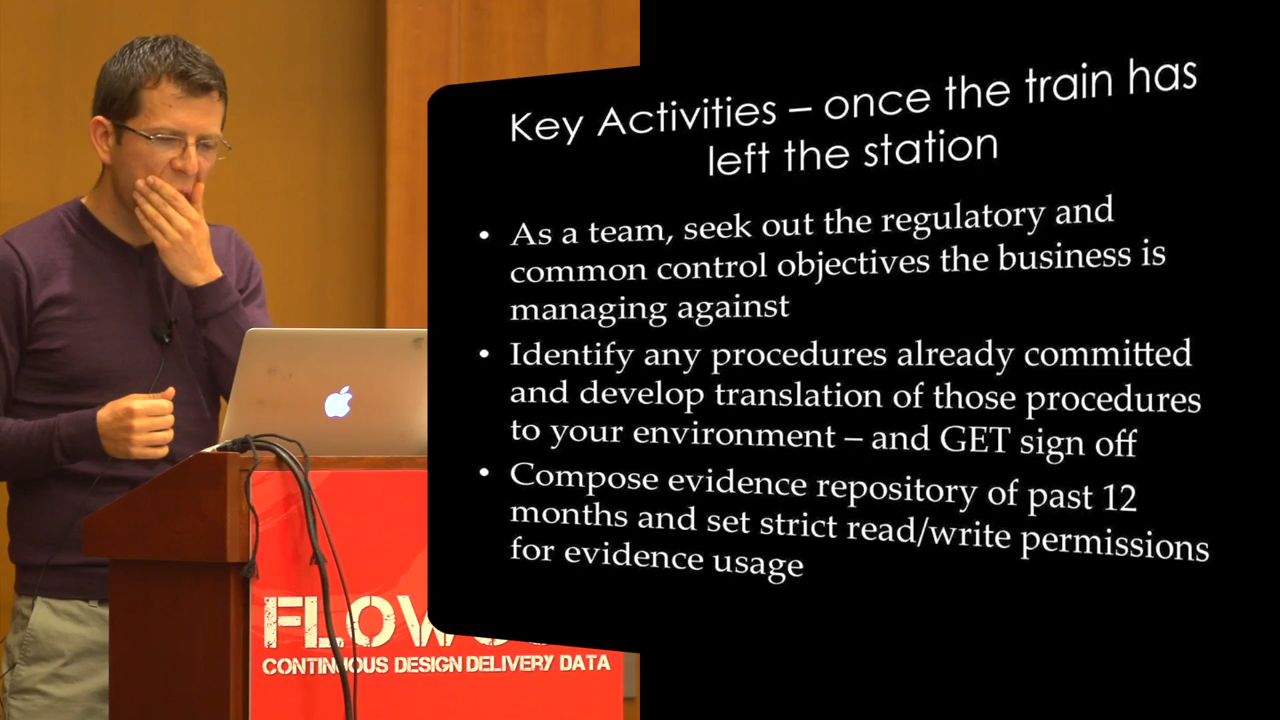 Key Activities – once the train has
left the station
• As a team, seek out the regulatory and
common control objectives the business is
managing against
• Identify any procedures already committed
and develop translation of those procedures
to your environment – and GET sign off
• Compose evidence repository of past 12
months and set strict read/write permissions
for evidence usage
CONTINUOUS DESIGN DELIVERY DATA